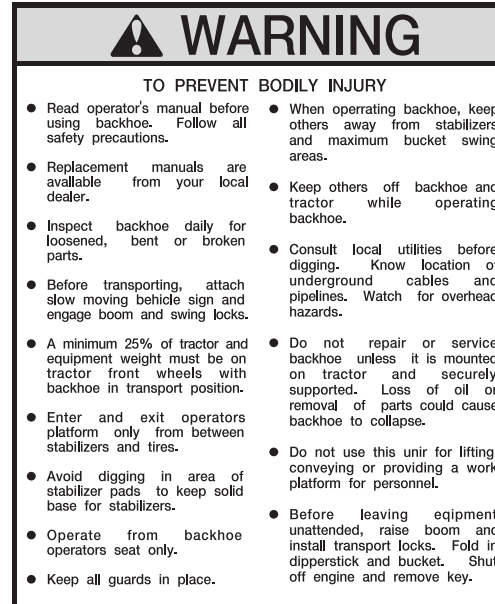 WARNING
TO PREVENT BODILY INJURY
● Read operator's manual before
using backhoe. Follow all
safety precautions.
● Replacement manuals are
available from your local
dealer.
● Inspect backhoe daily for
loosened, bent or broken
parts.
● Before transporting, attach
slow moving behicle sign and
engage boom and swing locks.
● A minimum 25% of tractor and
equipment weight must be on
tractor front wheels with
backhoe in transport position.
● Enter and exit operators
platform only from between
stabilizers and tires.
● Avoid digging in area of
stabilizer pads to keep solid
base for stabilizers.
● Operate from backhoe
operators seat only.
● Keep all guards in place.
● When operrating backhoe, keep
others away from stabilizers
and maximum bucket swing
areas.
● Keep others off backhoe and
tractor while operating
backhoe.
● Consult local utilities before
digging. Know location of
underground cables and
pipelines. Watch for overhead
hazards.
● Do not repair or service
backhoe unless it is mounted
on tractor and securely
supported. Loss of oil or
removal of parts could cause
backhoe to collapse.
● Do not use this unir for lifting
conveying or providing a work
platform for personnel.
● Before leaving eqipment
unattended, raise boom and
install transport locks. Fold in
dipperstick and bucket. Shut
off engine and remove key.